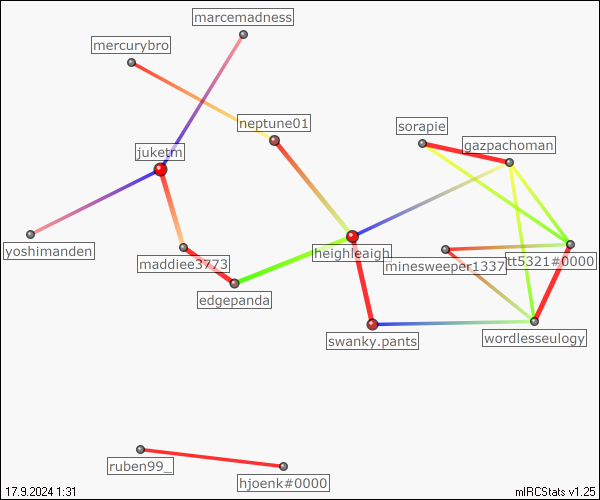 marcemadness
mercurybro
neptune01
sorapie
gazpachoman
juketm
yoshimanden
maddiee3773
heighleaigh
minesweeper1337
tt5321#0000
edgepanda
swanky.pants
wordlesseulogy
ruben99_
hjoenk#0000
17.9.2024 1:31
mIRCStats v1.25